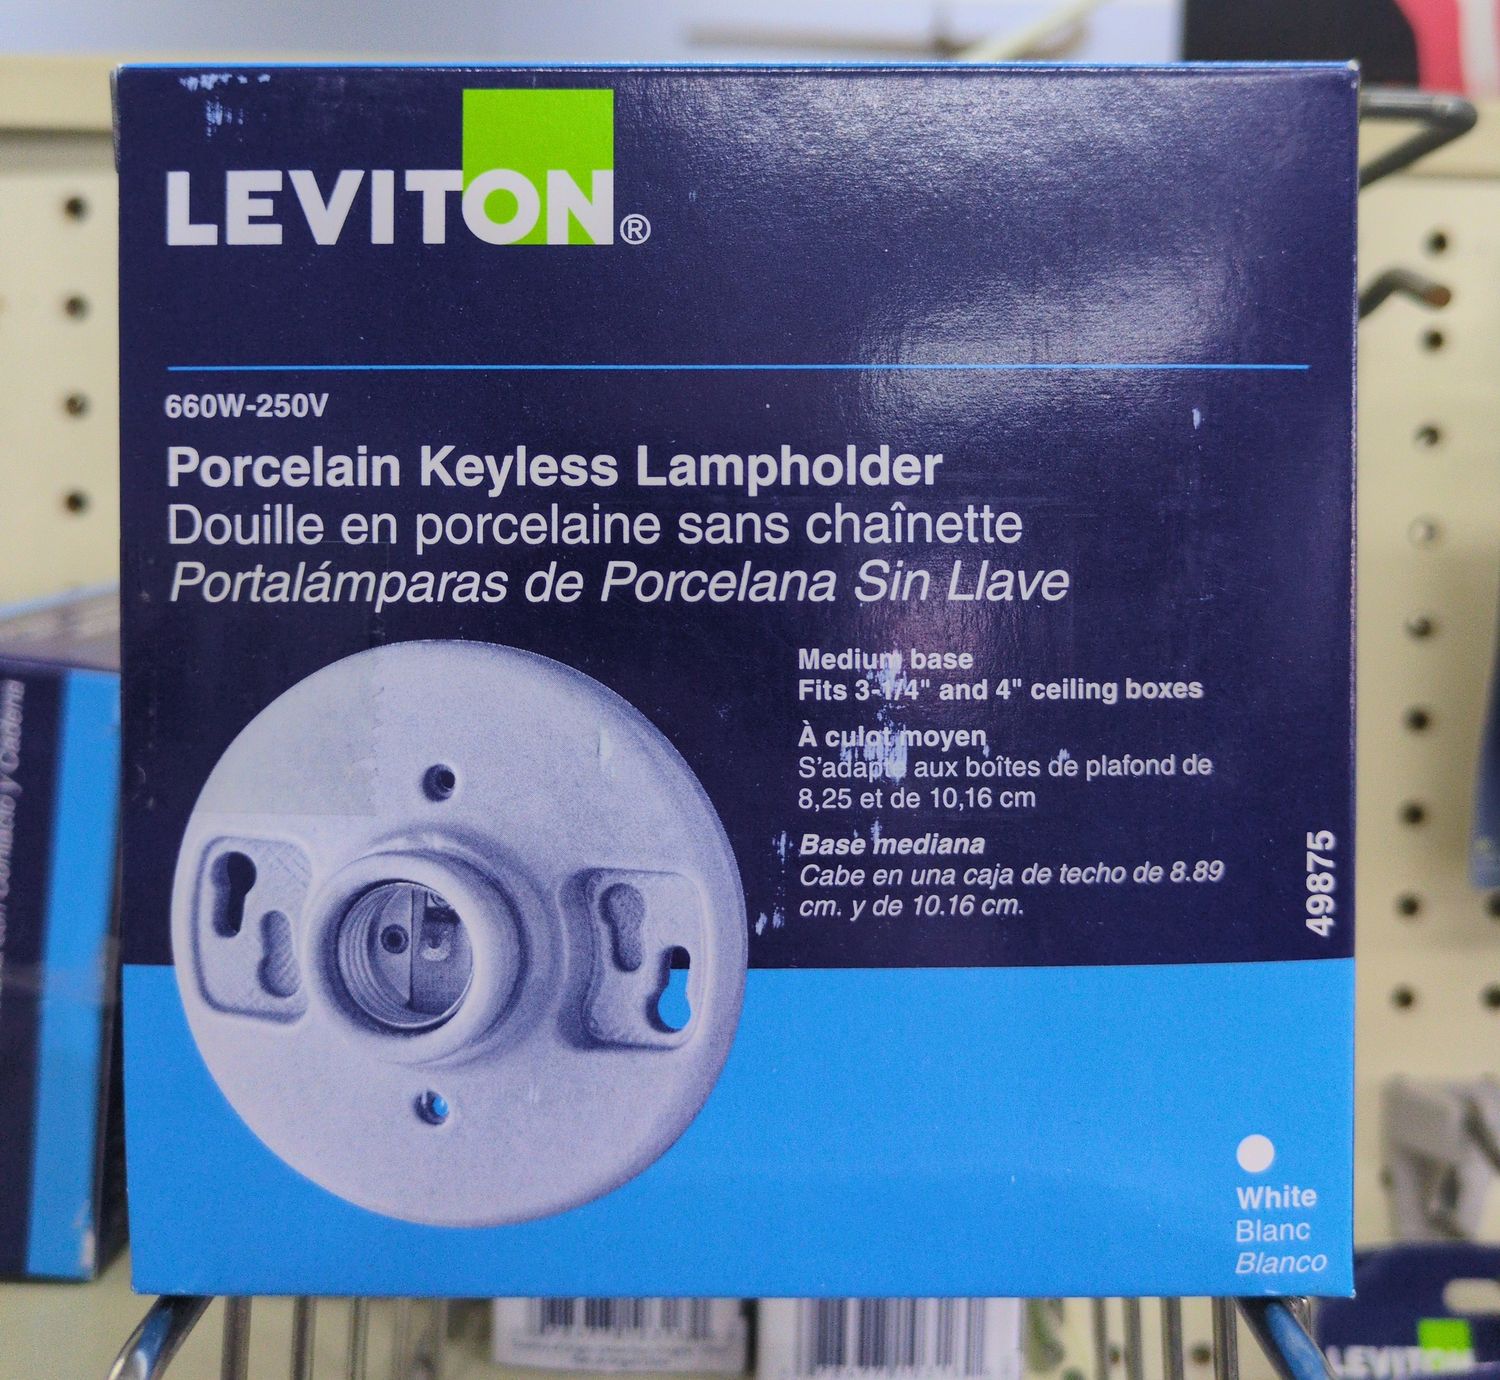 LEVITON®
660W-250V
Porcelain Keyless Lampholder
Douille en porcelaine sans chaînette
Portalámparas de Porcelana Sin Llave
Medium base
Fits 3-1/4" and 4" ceiling boxes
À culot moyen
S'adapte aux boîtes de plafond de
8,25 et de 10,16 cm
Base mediana
Cabe en una caja de techo de 8.89
cm. y de 10.16 cm.
49875
White
Blanc
Blanco
LEVITON